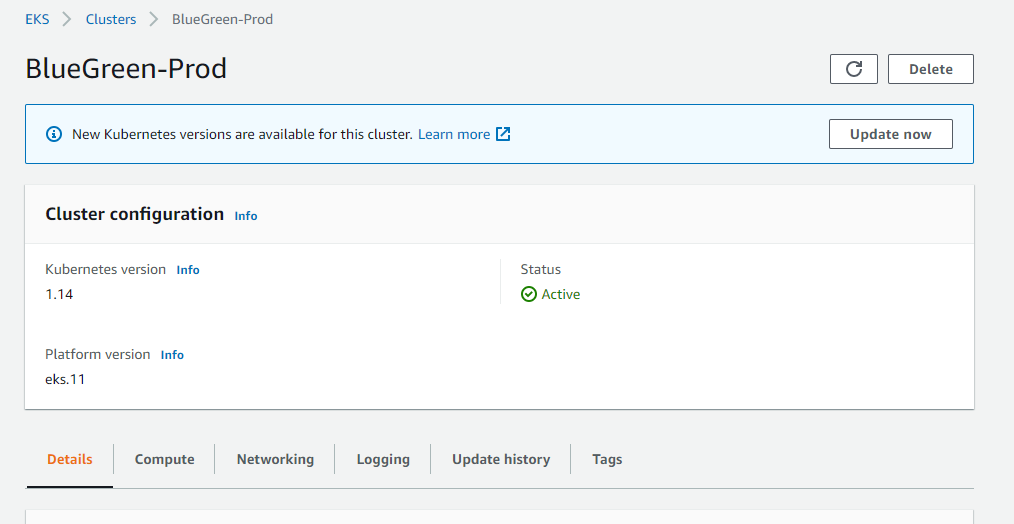 EKS > Clusters > BlueGreen-Prod
BlueGreen-Prod
Delete
New Kubernetes versions are available for this cluster. Learn more
Update now
Cluster configuration Info
Kubernetes version Info
1.14
Status
Active
Platform version Info
eks.11
Details Compute Networking Logging Update history Tags